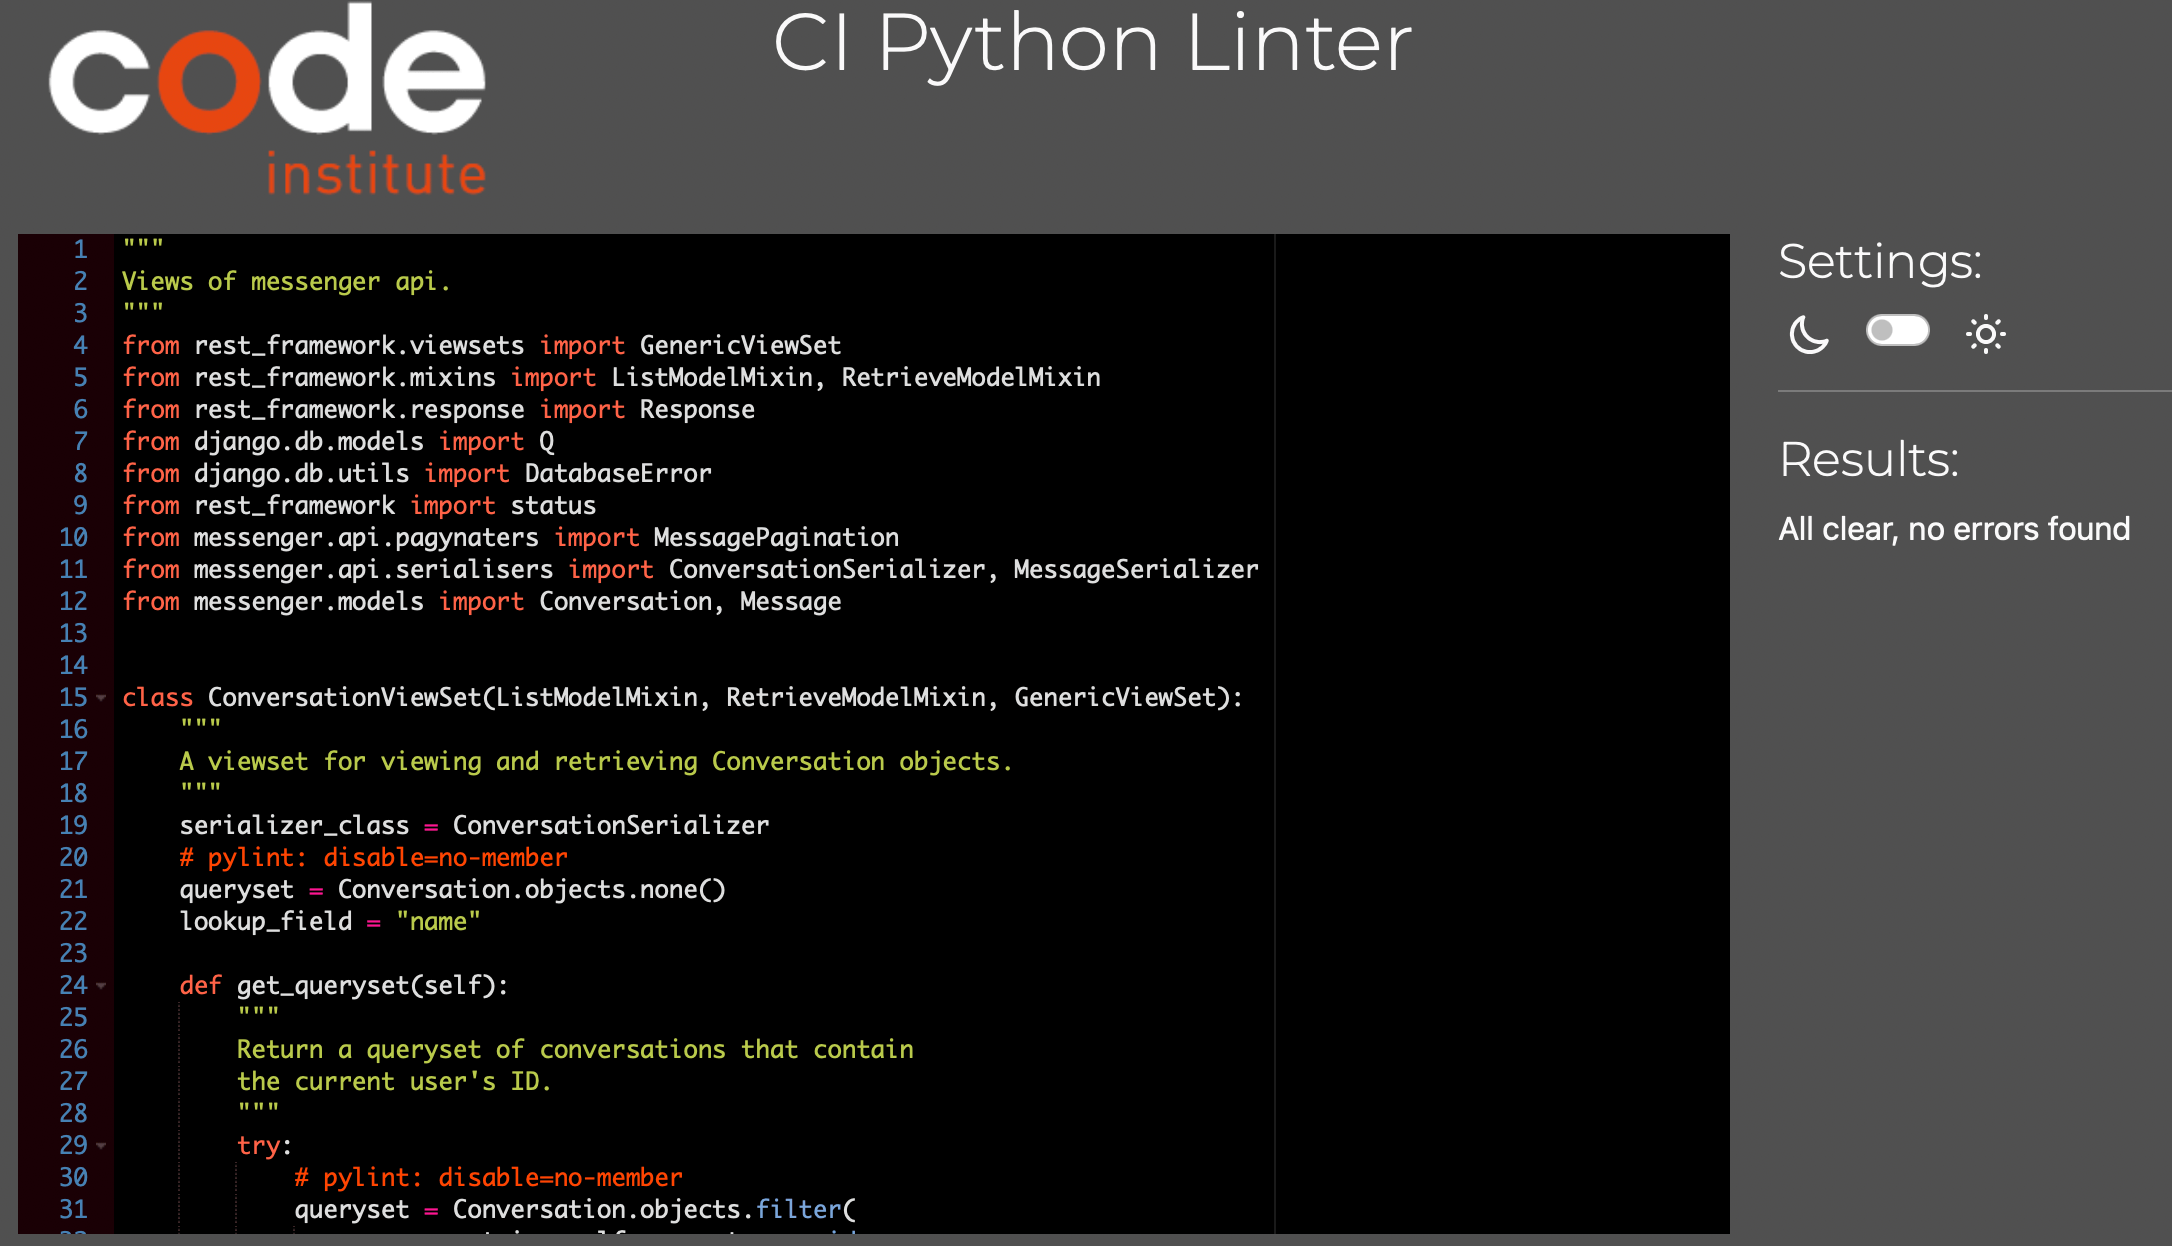 code
institute
CI Python Linter
1 """
2 Views of messenger api.
3 """
4 from rest_framework.viewsets import GenericViewSet
5 from rest_framework.mixins import ListModelMixin, RetrieveModelMixin
6 from rest_framework.response import Response
7 from django.db.models import Q
8 from django.db.utils import DatabaseError
9 from rest_framework import status
10 from messenger.api.pagynaters import MessagePagination
11 from messenger.api.serialisers import ConversationSerializer, MessageSerializer
12 from messenger.models import Conversation, Message
13
14
15 class ConversationViewSet(ListModelMixin, RetrieveModelMixin, GenericViewSet):
16     """
17     A viewset for viewing and retrieving Conversation objects.
18     """
19     serializer_class = ConversationSerializer
20     # pylint: disable=no-member
21     queryset = Conversation.objects.none()
22     lookup_field = "name"
23
24     def get_queryset(self):
25         """
26         Return a queryset of conversations that contain
27         the current user's ID.
28         """
29         try:
30             # pylint: disable=no-member
31             queryset = Conversation.objects.filter(
Settings:
Results:
All clear, no errors found